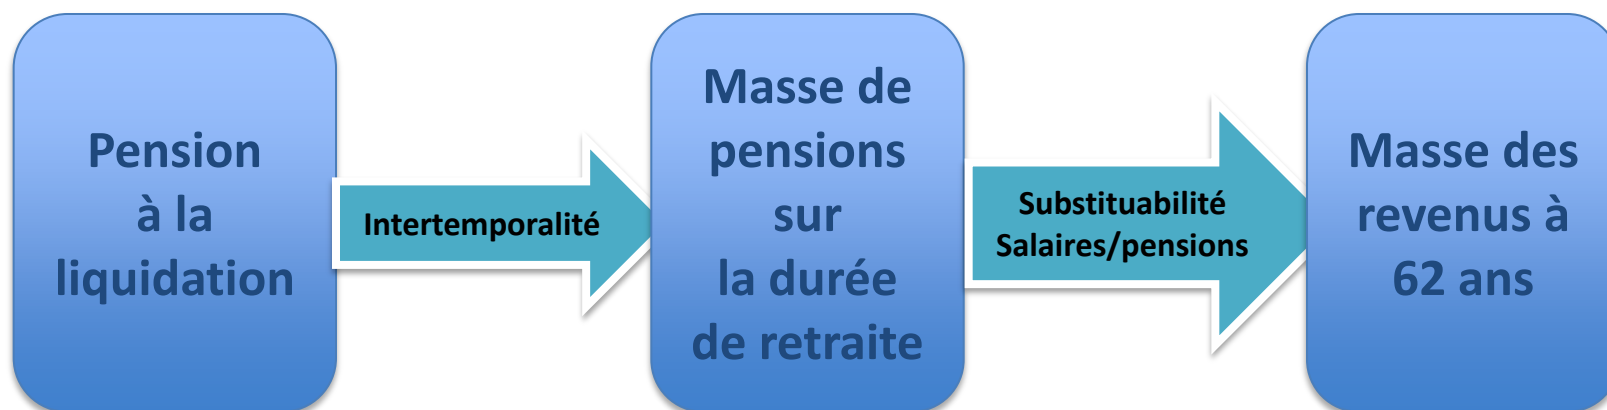 Pension
à la
liquidation
Intertemporalité
Masse de
pensions
sur
la durée
de retraite
Substituabilité
Salaires/pensions
Masse des
revenus à
62 ans